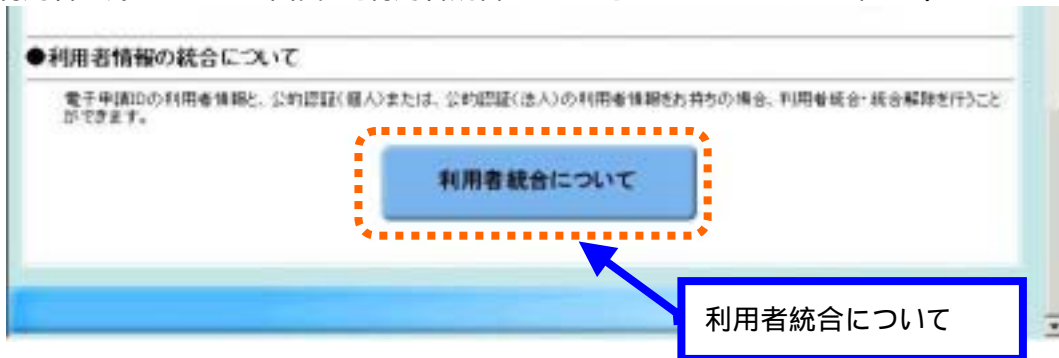 ●利用者情報の統合について
電子申請IDの利用者情報と、公的認証(個人)または、公的認証(法人)の利用者情報をお持ちの場合、利用者統合・統合解除を行うこと
ができます。
利用者統合について
利用者統合について